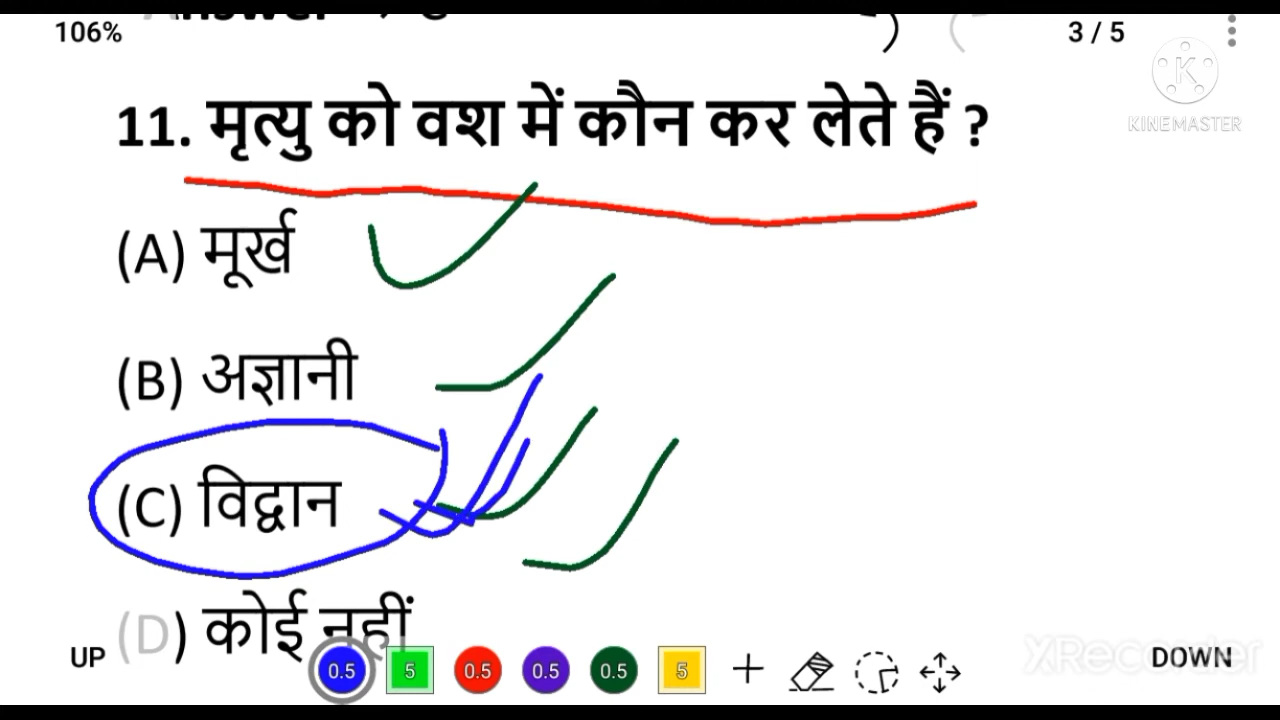 Answer
106%
3 / 5
KINEMASTER
11. मृत्यु को वश में कौन कर लेते हैं ?
(A) मूर्ख
(B) अज्ञानी
(C) विद्वान
(D) कोई नहीं
UP
0.5 5 0.5 0.5 0.5 5
XRecorder
DOWN